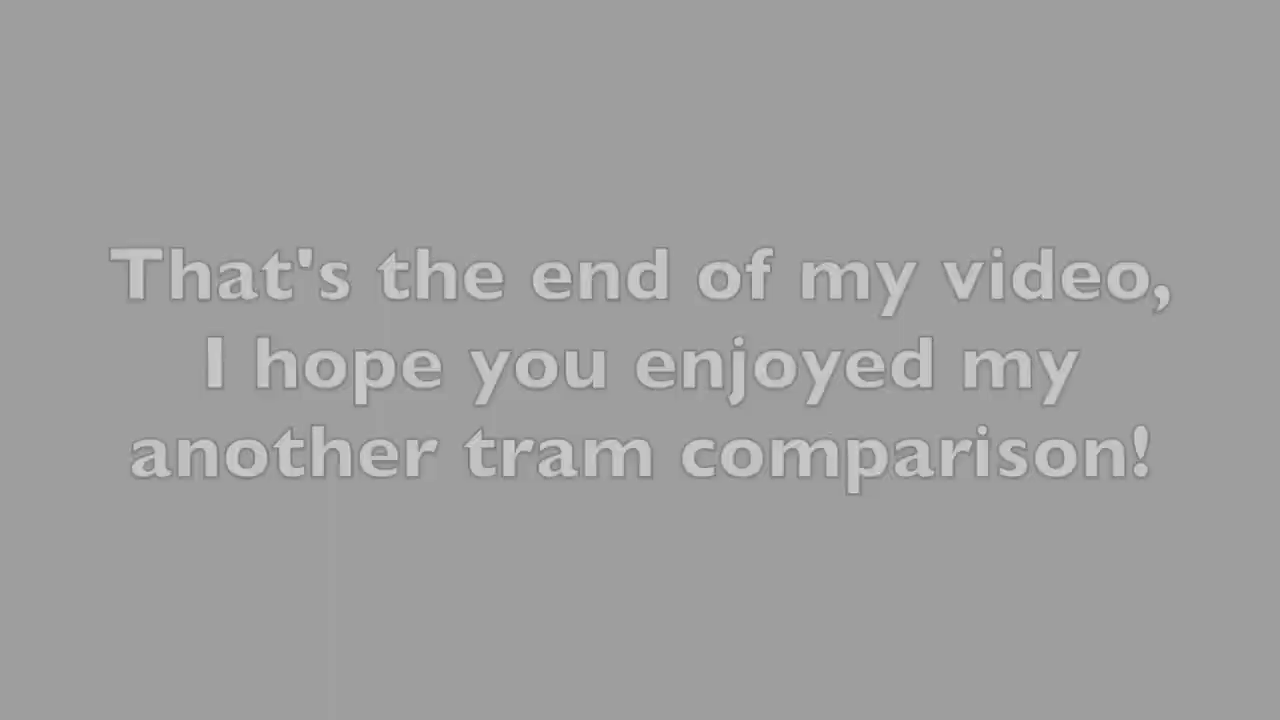 That's the end of my video,
I hope you enjoyed my
another tram comparison!